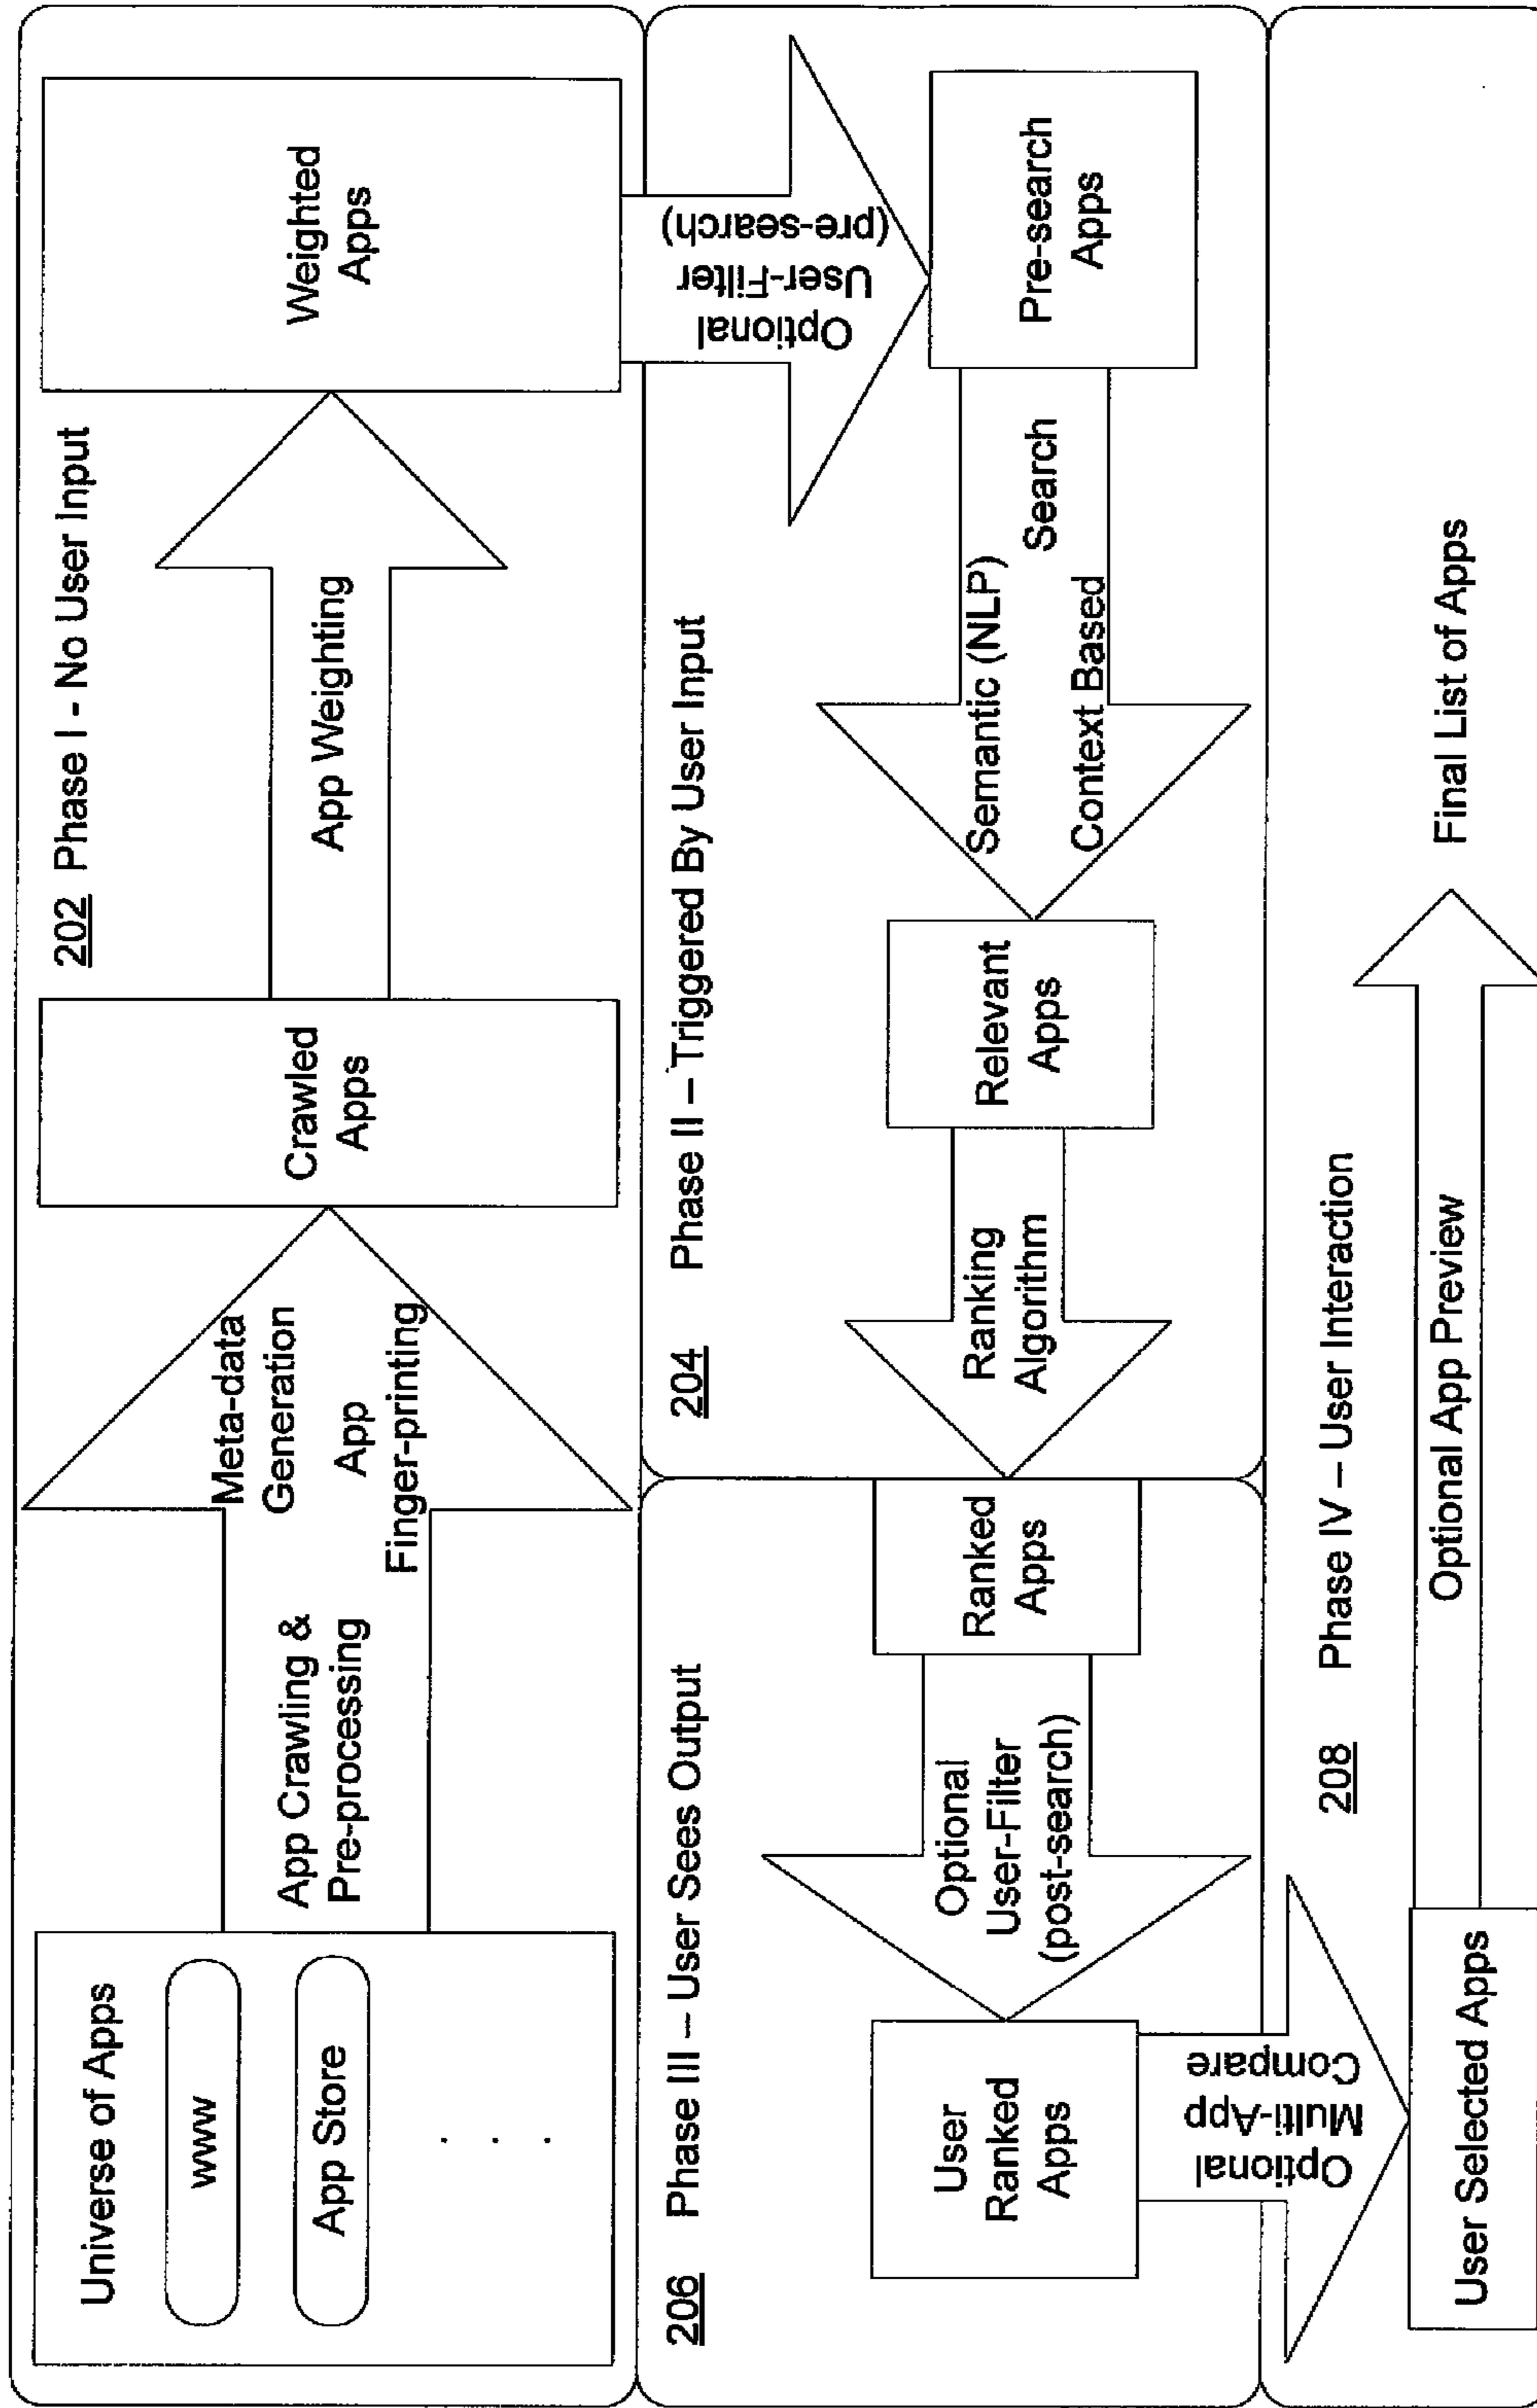 202 Phase I - No User Input
Universe of Apps
www
App Store
. . .
App Crawling &
Pre-processing
Meta-data
Generation
App
Finger-printing
Crawled
Apps
App Weighting
Weighted
Apps
Optional
User-Filter
(pre-search)
204 Phase II – Triggered By User Input
Pre-search
Apps
Semantic (NLP)
Search
Context Based
Relevant
Apps
Ranking
Algorithm
206 Phase III – User Sees Output
Ranked
Apps
Optional
User-Filter
(post-search)
User
Ranked
Apps
Optional
Multi-App
Compare
208 Phase IV – User Interaction
User Selected Apps
Optional App Preview
Final List of Apps